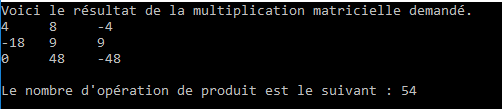 Voici le résultat de la multiplication matricielle demandé.
4 8 -4
-18 9 9
0 48 -48
Le nombre d'opération de produit est le suivant : 54